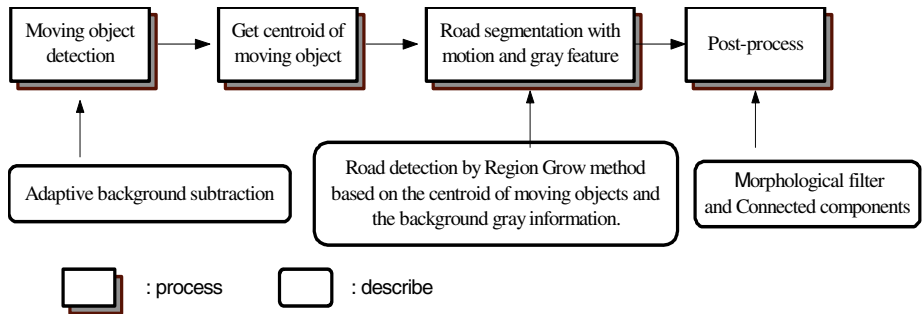 Moving object
detection
Get centroid of
moving object
Road segmentation with
motion and gray feature
Post-process
Adaptive background subtraction
Road detection by Region Grow method
based on the centroid of moving objects and
the background gray information.
Morphological filter
and Connected components
: process
: describe